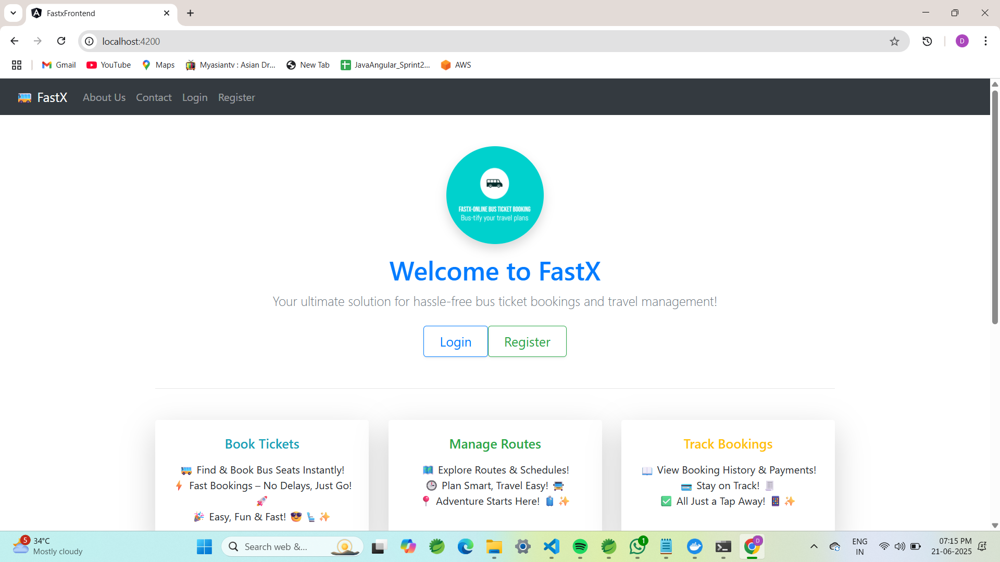 FastxFrontend
localhost:4200
Gmail
YouTube
Maps
Myasiantv : Asian Dr...
New Tab
JavaAngular_Sprint2...
AWS
FastX
About Us
Contact
Login
Register
FASTX-ONLINE BUS TICKET BOOKING
Bus-tify your travel plans
Welcome to FastX
Your ultimate solution for hassle-free bus ticket bookings and travel management!
Login
Register
Book Tickets
Find & Book Bus Seats Instantly!
Fast Bookings – No Delays, Just Go!
Easy, Fun & Fast!
Manage Routes
Explore Routes & Schedules!
Plan Smart, Travel Easy!
Adventure Starts Here!
Track Bookings
View Booking History & Payments!
Stay on Track!
All Just a Tap Away!
5
34°C
Mostly cloudy
Search web &...
1
D
D
ENG
IN
07:15 PM
21-06-2025